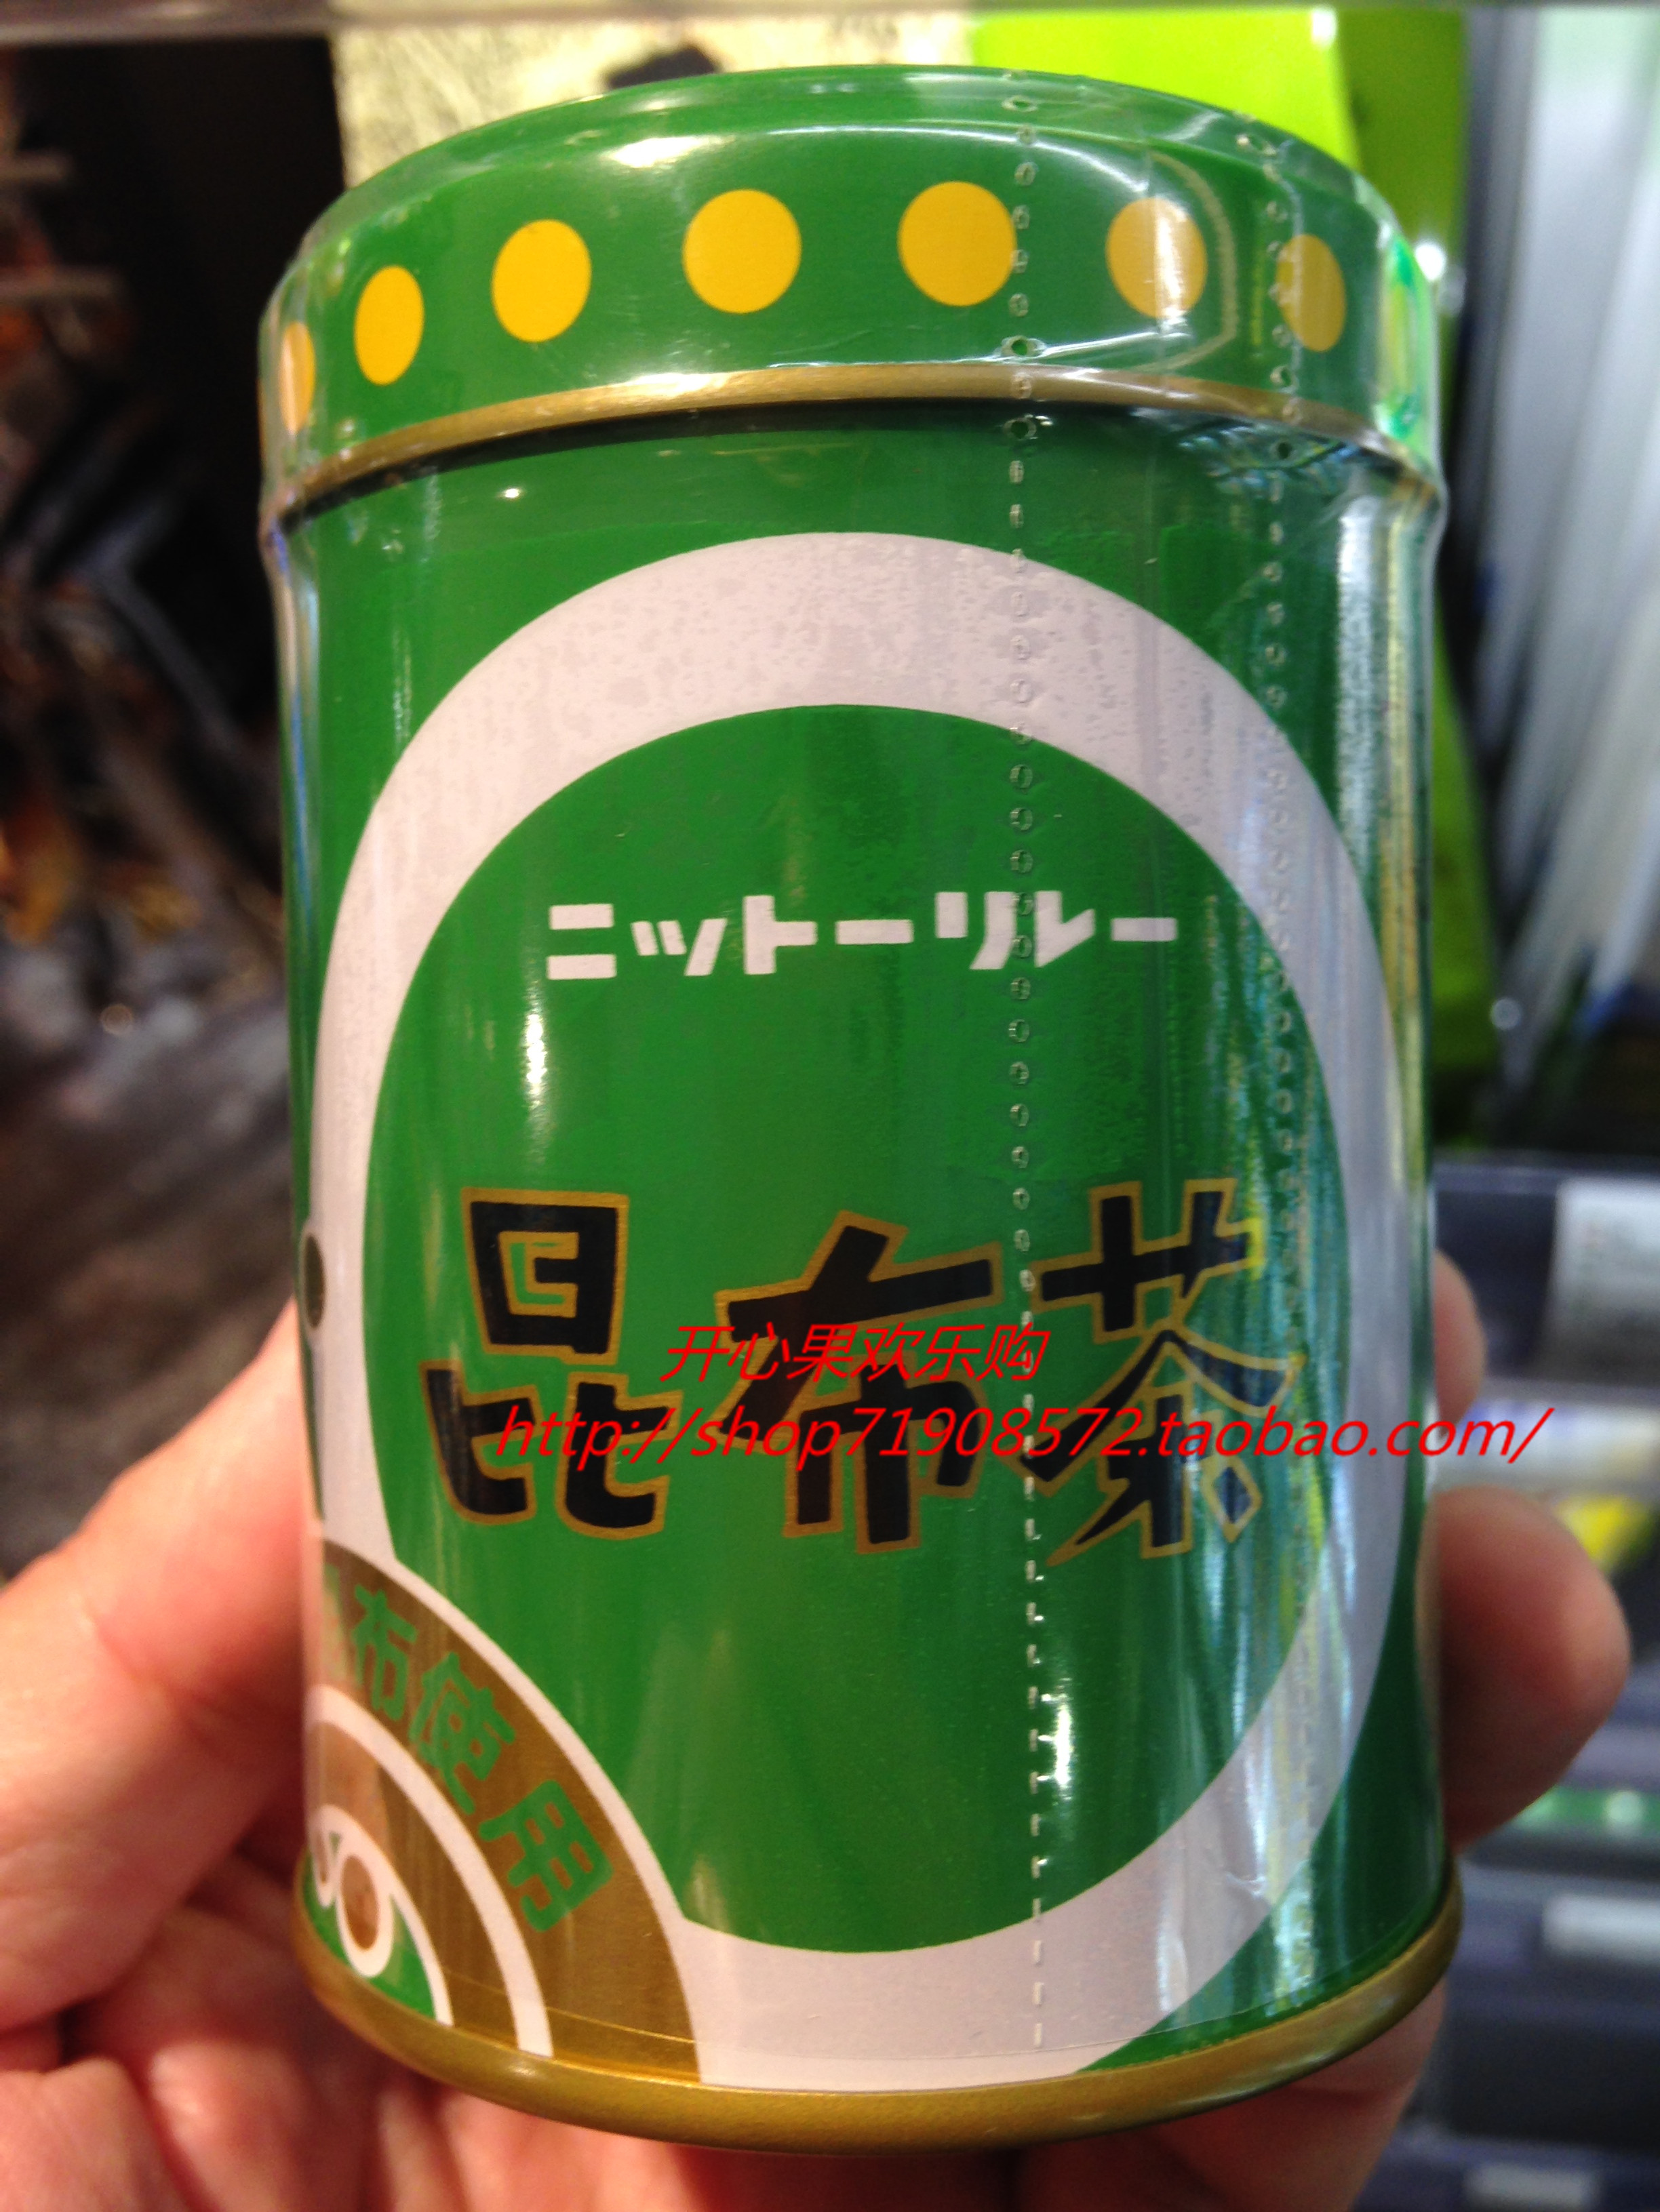 ニットーリレー
昆布茶
开心果欢乐购
http://shop71908572.taobao.com/
布使用